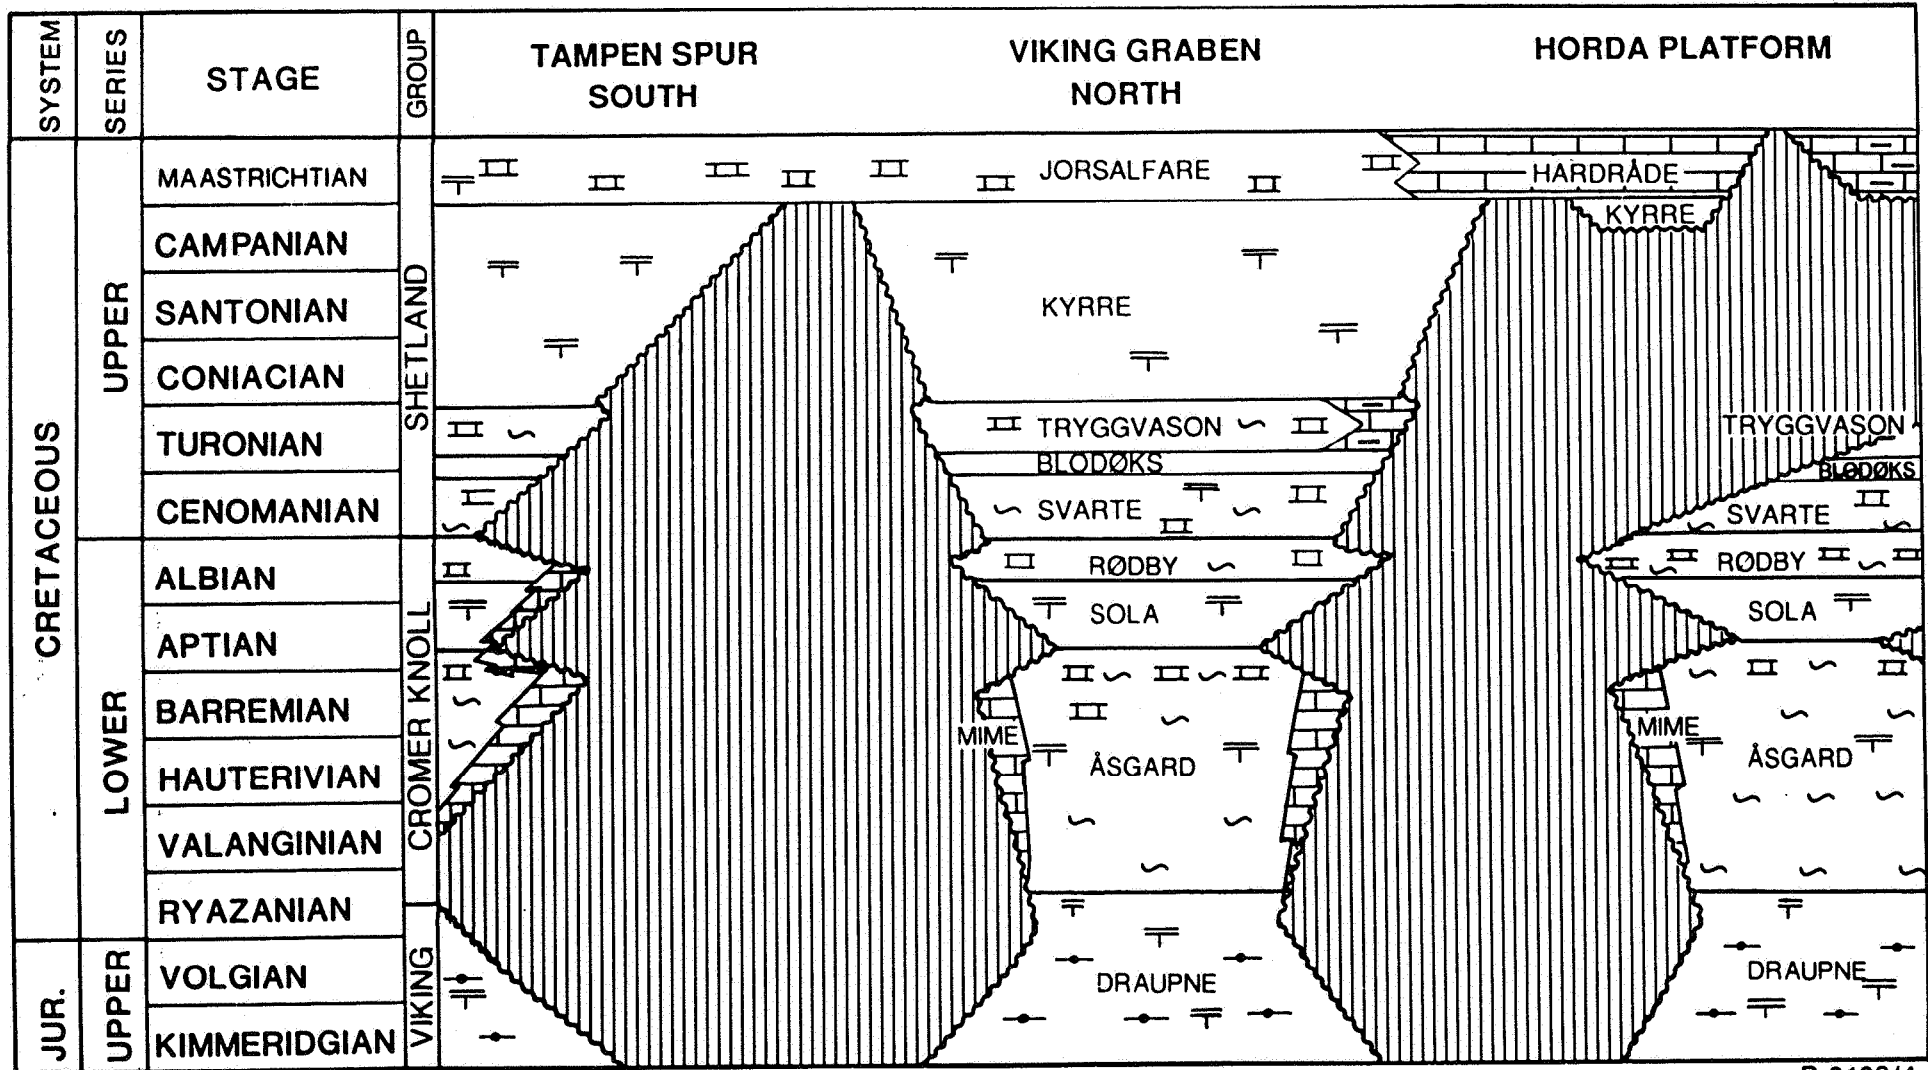 SYSTEM
SERIES
STAGE
GROUP
TAMPEN SPUR
SOUTH
VIKING GRABEN
NORTH
HORDA PLATFORM
CRETACEOUS
JUR.
UPPER
LOWER
UPPER
MAASTRICHTIAN
CAMPANIAN
SANTONIAN
CONIACIAN
TURONIAN
CENOMANIAN
ALBIAN
APTIAN
BARREMIAN
HAUTERIVIAN
VALANGINIAN
RYAZANIAN
VOLGIAN
KIMMERIDGIAN
SHETLAND
CROMER KNOLL
VIKING
JORSALFARE
KYRRE
TRYGGVASON
BLODØKS
SVARTE
RØDBY
SOLA
MIME
ÅSGARD
DRAUPNE
HARDRÅDE
KYRRE
TRYGGVASON
BLODØKS
SVARTE
RØDBY
SOLA
MIME
ÅSGARD
DRAUPNE